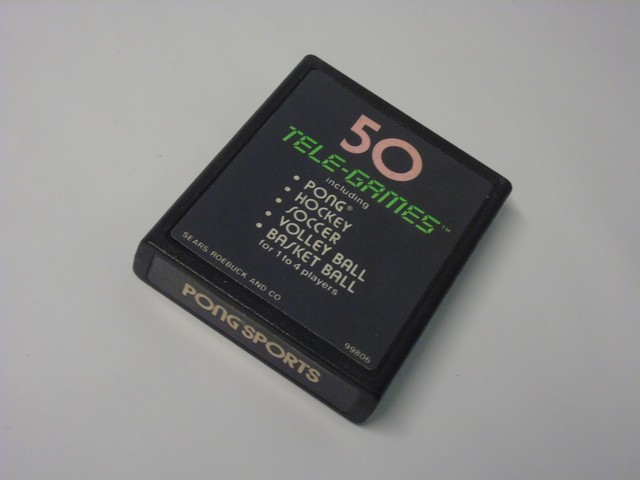 50
TELE-GAMES™
including
• PONG®
• HOCKEY
• SOCCER
• VOLLEY BALL
• BASKET BALL
for 1 to 4 players
SEARS, ROEBUCK AND CO
99806
PONG SPORTS